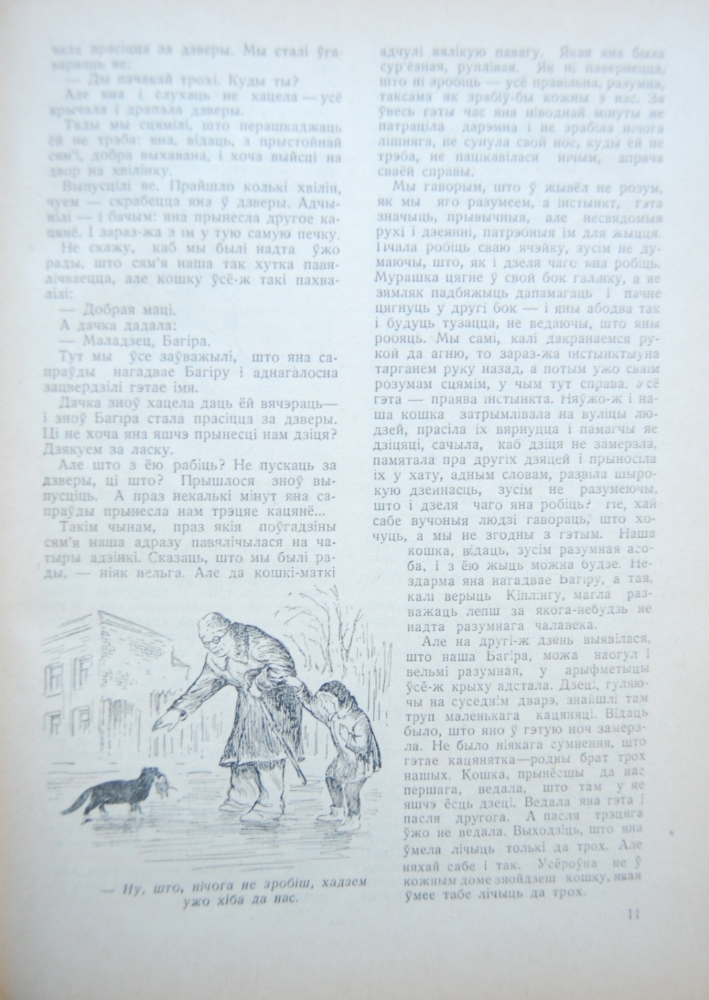 чала прасіцца за дзверы. Мы сталі ўга-
варваць яе:
— Ды пачакай трохі. Куды ты?
Але яна і слухаць не хацела — усё
крычала і драпала дзверы.
Тады мы сцямілі, што перашкаджаць
ёй не трэба: яна, відаць, з прыстойнай
сям'і, добра выхавана, і хоча выйсці на
двор на хвілінку.
Выпусцілі яе. Прайшло колькі хвілін,
чуем — скрабецца яна ў дзверы. Адчы-
нілі — і бачым: яна прынесла другое ка-
цянё. І зараз-жа з ім у тую самую печку.
Не скажу, каб мы былі надта ўжо
рады, што сям'я наша так хутка павя-
лічваецца, але кошку ўсё-ж такі пахва-
лілі:
— Добрая маці.
А дачка дадала:
— Маладзец, Багіра.
Тут мы ўсе заўважылі, што яна са-
праўды нагадвае Багіру і аднагалосна
зацвердзілі гэтае імя.
Дачка зноў хацела даць ёй вячэраць—
і зноў Багіра стала прасіцца за дзверы.
Ці не хоча яна яшчэ прынесці нам дзіця?
Дзякуем за ласку.
Але што з ёю рабіць? Не пускаць за
дзверы, ці што? Прышлося зноў вы-
пусціць. А праз некалькі мінут яна са-
праўды прынесла нам трэцяе кацянё...
Такім чынам, праз якія поўгадзіны
сям'я наша адразу павялічылася на ча-
тыры адзінкі. Сказаць, што мы былі ра-
ды, — ніяк нельга. Але да кошкі-маткі
— Ну, што, нічога не зробіш, хадзем
ужо хіба да нас.
адчулі вялікую павагу. Якая яна была
сур'ёзная, руплівая. Як ні павернецца,
што ні зробіць — усё правільна, разумна,
таксама як зрабіў-бы кожны з нас. За
ўвесь гэты час яна ніводнай мінуты не
патраціла дарэмна і не зрабіла нічога
лішняга, не сунула свой нос, куды ёй не
трэба, не пацікавілася нічым, апрача
сваёй справы.
Мы гаворым, што ў жывёл не розум,
як мы яго разумеем, а інстынкт, гэта
значыць, прывычныя, але несвядомыя
рухі і дзеянні, патрэбныя ім для жыцця.
Пчала робіць сваю ячэйку, зусім не ду-
маючы, што, як і дзеля чаго яна робіць.
Мурашка цягне ў свой бок галінку, а яе
зямляк падбяжыць дапамагаць і пачне
цягнуць у другі бок — і яны абодва так
і будуць тузацца, не ведаючы, што яны
робяць. Мы самі, калі дакранаемся ру-
кой да агню, то зараз-жа інстынктыўна
тарганем руку назад, а потым ужо сваім
розумам сцямім, у чым тут справа. Усё
гэта — праява інстынкта. Няўжо-ж і на-
ша кошка затрымлівала на вуліцы лю-
дзей, прасіла іх вярнуцца і памагчы яе
дзіцяці, сачыла, каб дзіця не замерзла,
памятала пра другіх дзяцей і прыносіла
іх у хату, адным словам, развіла шыро-
кую дзейнасць, зусім не разумеючы,
што і дзеля чаго яна робіць? Не, хай
сабе вучоныя людзі гавораць, што хо-
чуць, а мы не згодны з гэтым. Наша
кошка, відаць, зусім разумная асо-
ба, і з ёю жыць можна будзе. Не-
здарма яна нагадвае Багіру, а тая,
калі верыць Кіплінгу, магла раз-
важаць лепш за якога-небудзь не
надта разумнага чалавека.
Але на другі-ж дзень выявілася,
што наша Багіра, можа наогул і
вельмі разумная, у арыфметыцы
ўсё-ж крыху адстала. Дзеці, гуляю-
чы на суседнім дварэ, знайшлі там
труп маленькага кацяняці. Відаць
было, што яно ў гэтую ноч замерз-
ла. Не было ніякага сумнення, што
гэтае кацянятка—родны брат трох
нашых. Кошка, прынёсшы да нас
першага, ведала, што там у яе
яшчэ ёсць дзеці. Ведала яна гэта і
пасля другога. А пасля трэцяга
ўжо не ведала. Выходзіць, што яна
ўмела лічыць толькі да трох. Але
няхай сабе і так. Усёроўна не ў
кожным доме знойдзеш кошку, якая
ўмее табе лічыць да трох.
11